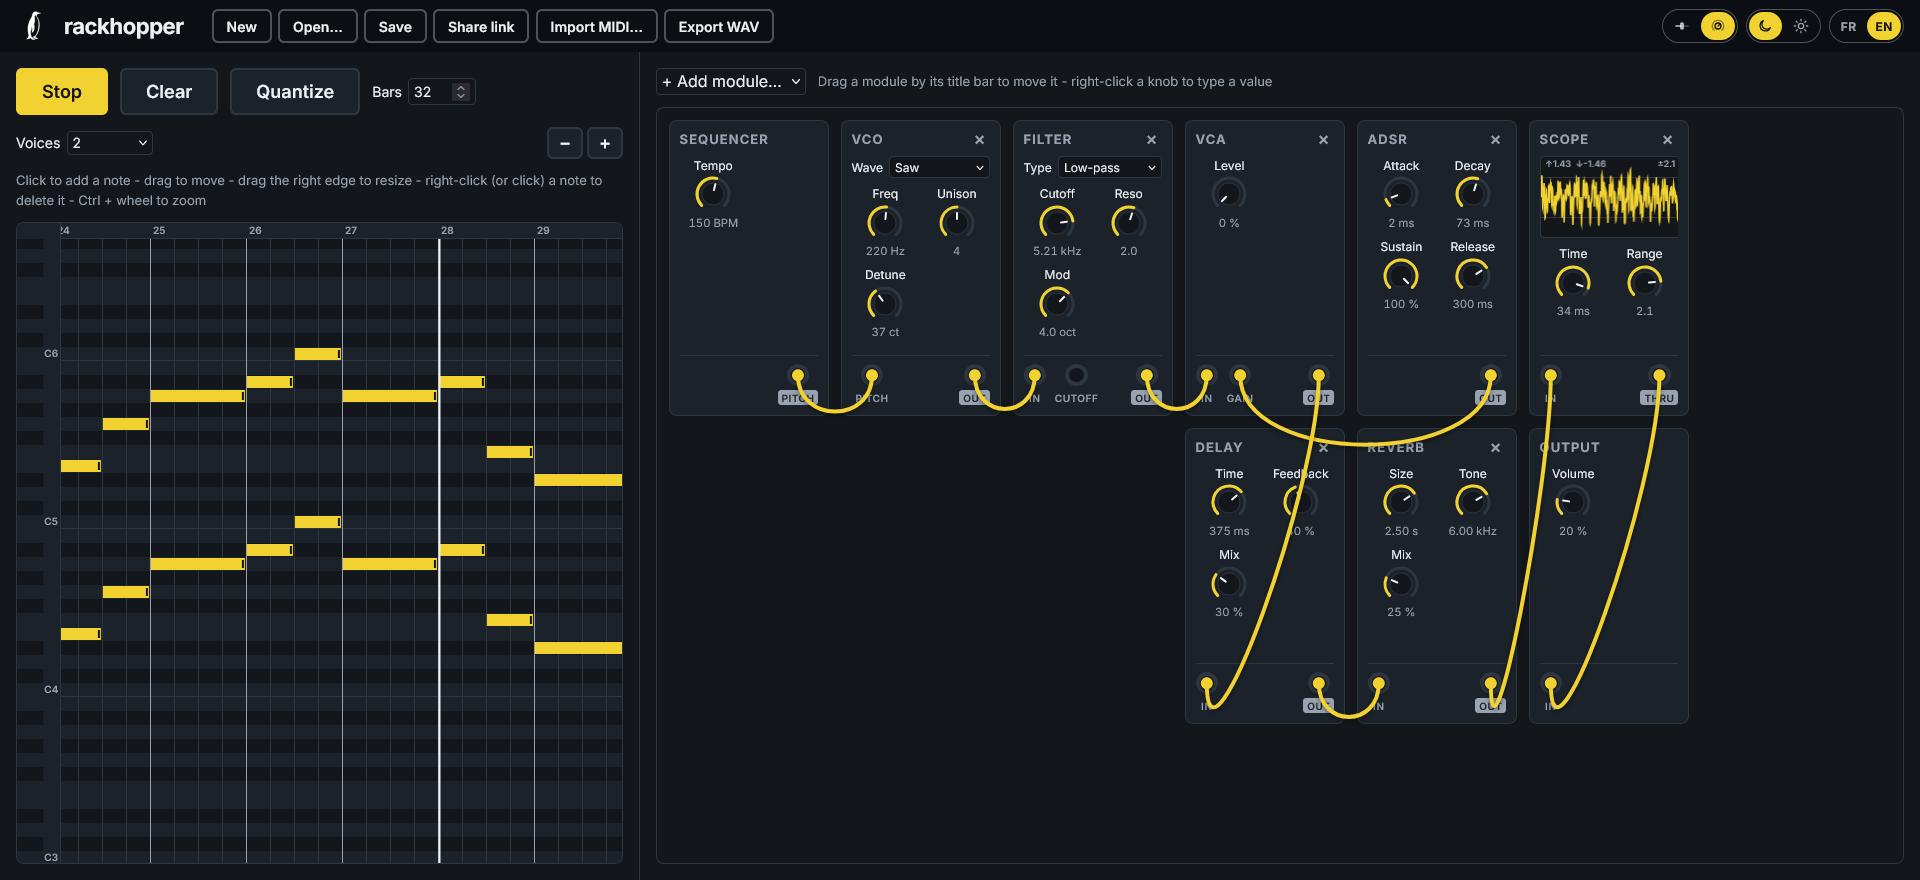 rackhopper
New
Open...
Save
Share link
Import MIDI...
Export WAV
FR
EN
Stop
Clear
Quantize
Bars 32
Voices 2
−
+
Click to add a note - drag to move - drag the right edge to resize - right-click (or click) a note to
delete it - Ctrl + wheel to zoom
24 25 26 27 28 29
C6
C5
C4
C3
+ Add module...
Drag a module by its title bar to move it - right-click a knob to type a value
SEQUENCER
Tempo
150 BPM
PITCH
VCO ×
Wave Saw
Freq Unison
220 Hz 4
Detune
37 ct
PITCH OUT
FILTER ×
Type Low-pass
Cutoff Reso
5.21 kHz 2.0
Mod
4.0 oct
IN CUTOFF OUT
VCA ×
Level
0 %
IN GAIN OUT
ADSR ×
Attack Decay
2 ms 73 ms
Sustain Release
100 % 300 ms
OUT
SCOPE ×
↑1.43 ↓-1.46 ±2.1
Time Range
34 ms 2.1
IN THRU
DELAY ×
Time Feedback
375 ms
Mix
30 %
IN OUT
REVERB ×
Size Tone
2.50 s 6.00 kHz
Mix
25 %
IN OUT
OUTPUT
Volume
20 %
IN